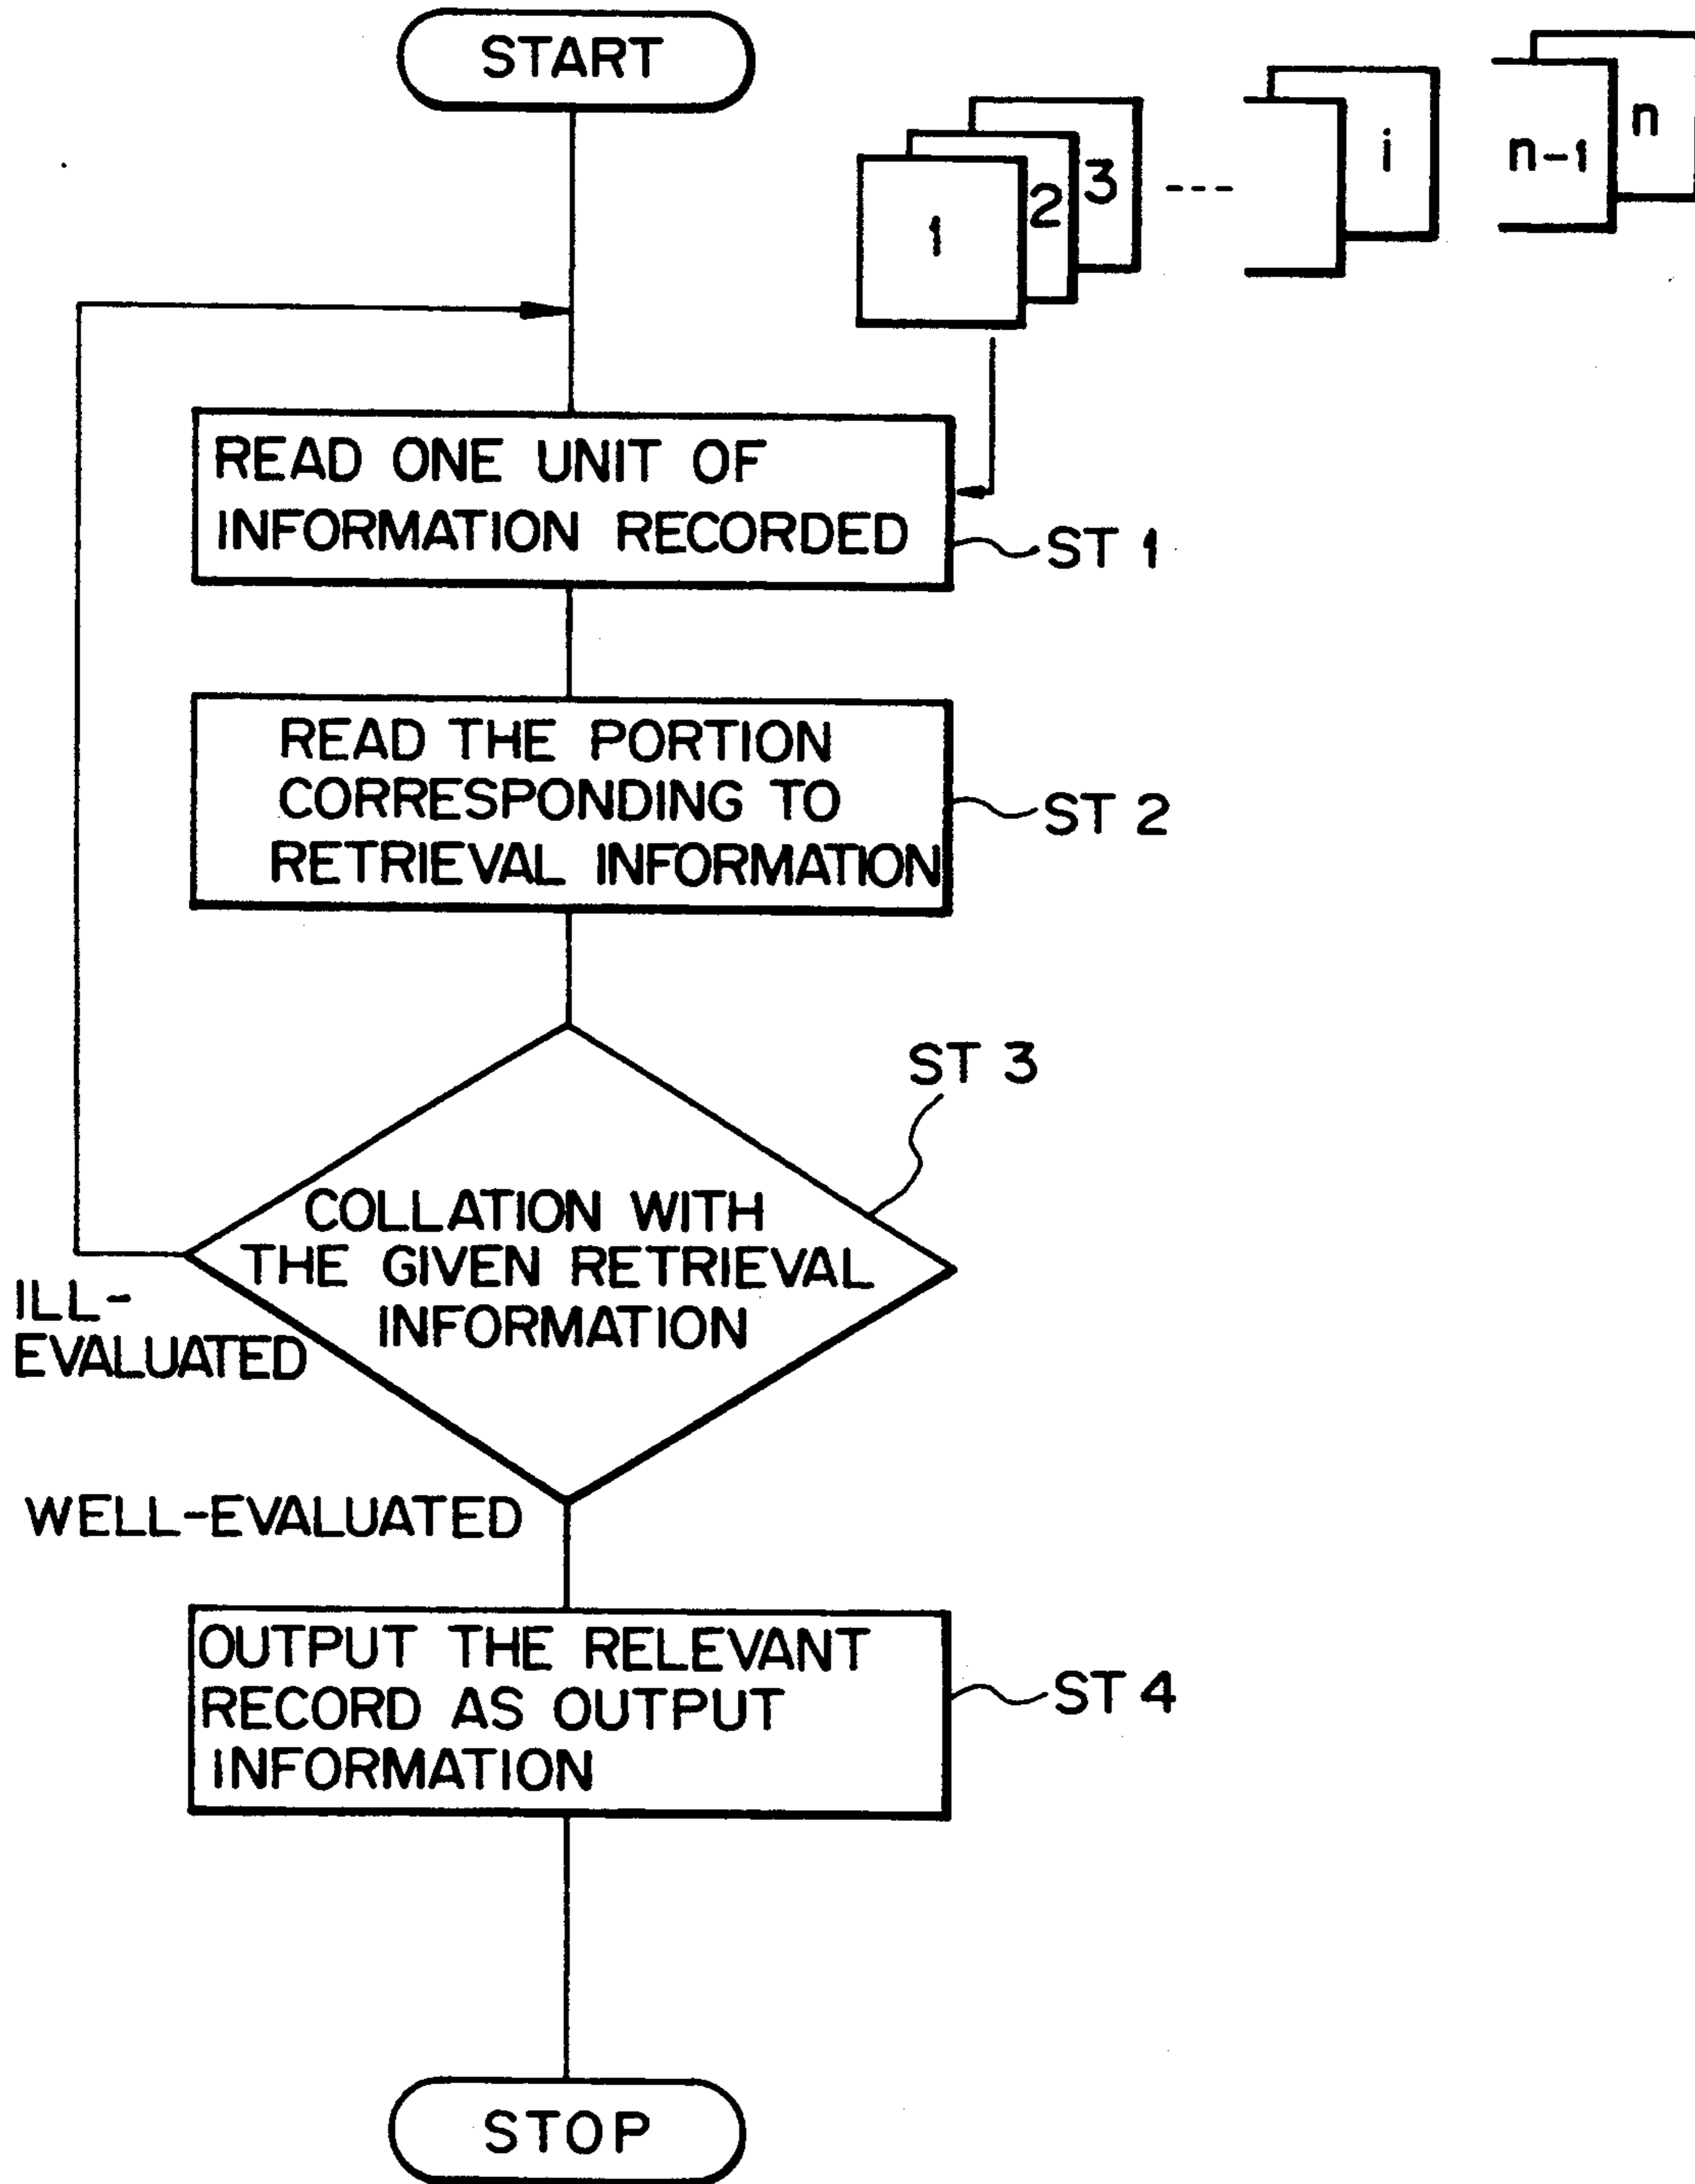 START
1
2
3
---
i
n-1
n
READ ONE UNIT OF
INFORMATION RECORDED
ST 1
READ THE PORTION
CORRESPONDING TO
RETRIEVAL INFORMATION
ST 2
ST 3
COLLATION WITH
THE GIVEN RETRIEVAL
INFORMATION
ILL-
EVALUATED
WELL-EVALUATED
OUTPUT THE RELEVANT
RECORD AS OUTPUT
INFORMATION
ST 4
STOP